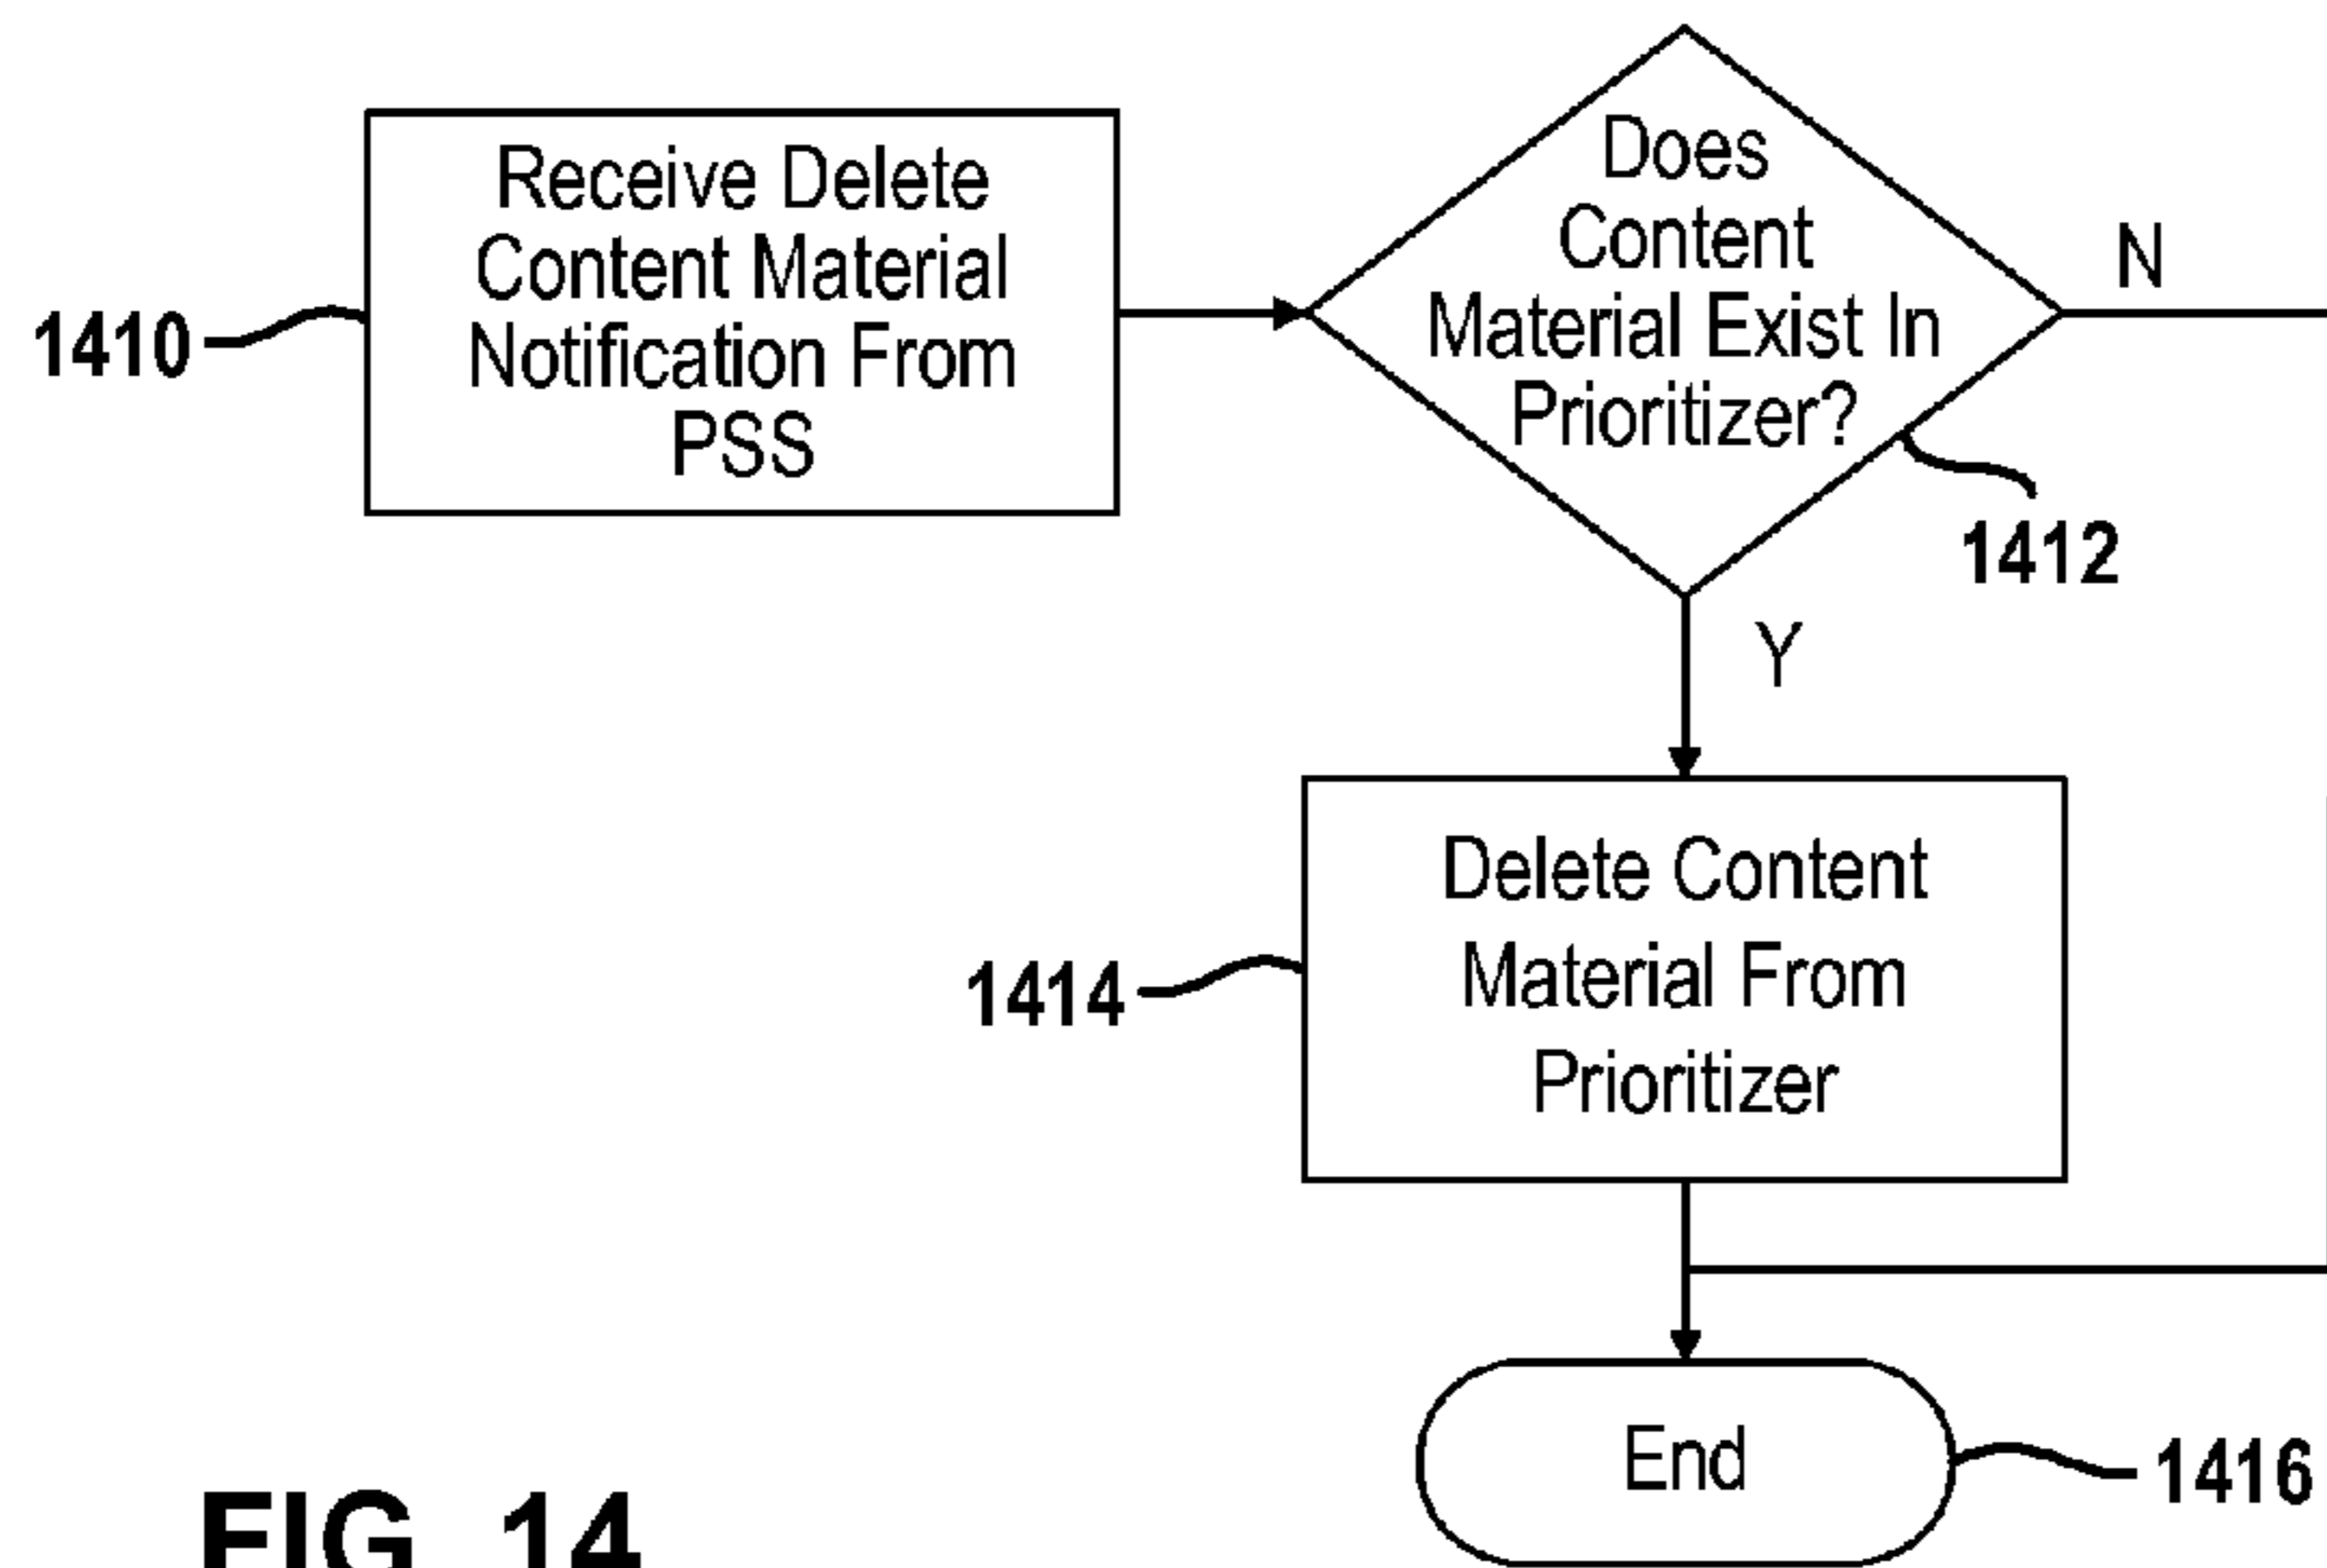 Receive Delete
Content Material
Notification From
PSS
1410
Does
Content
Material Exist In
Prioritizer?
N
1412
Y
Delete Content
Material From
Prioritizer
1414
End
1416
FIG. 14